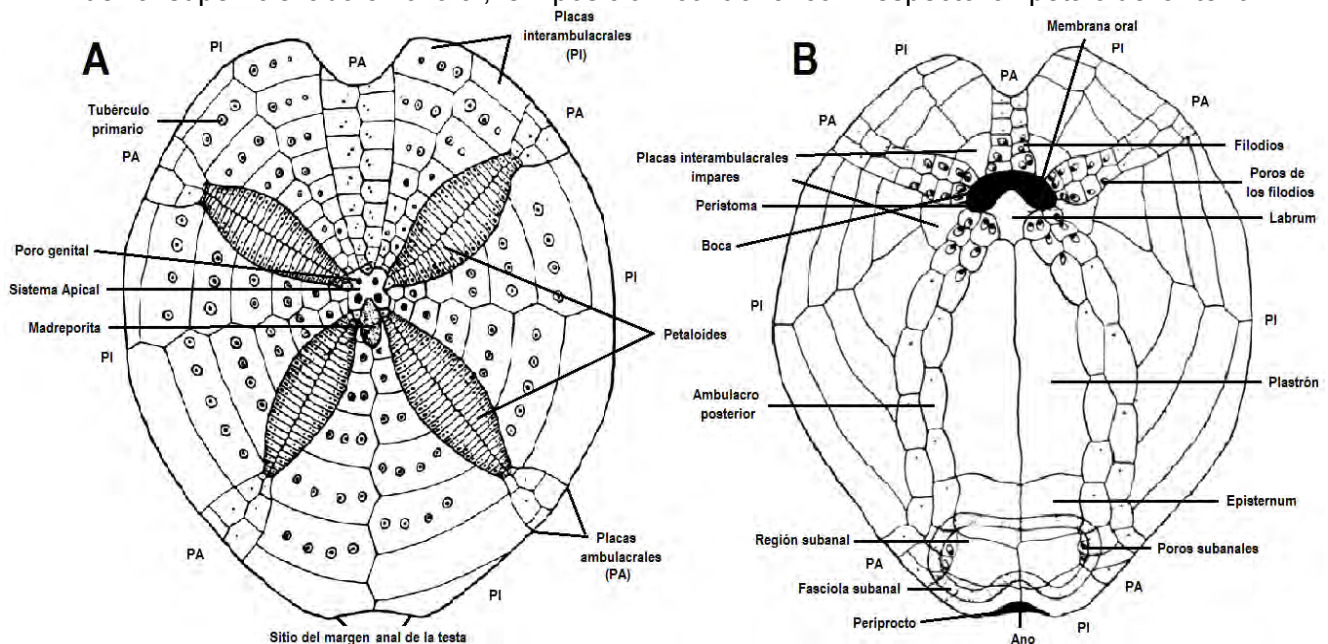 A
PI
PA
Placas
interambulacrales
(PI)
Tubérculo
primario
PA
PA
Poro genital
Sistema Apical
Madreporita
PI
PI
Petaloides
PA
Placas
ambulacrales
(PA)
PI
Sitio del margen anal de la testa
B
Membrana oral
PI
PA
PI
PA
PA
Placas interambulacrales
impares
Filodios
Poros de
los filodios
Peristoma
Labrum
Boca
PI
PI
Plastrón
Ambulacro
posterior
Episternum
Región subanal
Poros subanales
PA
PA
Fasciola subanal
Periprocto
PI
Ano